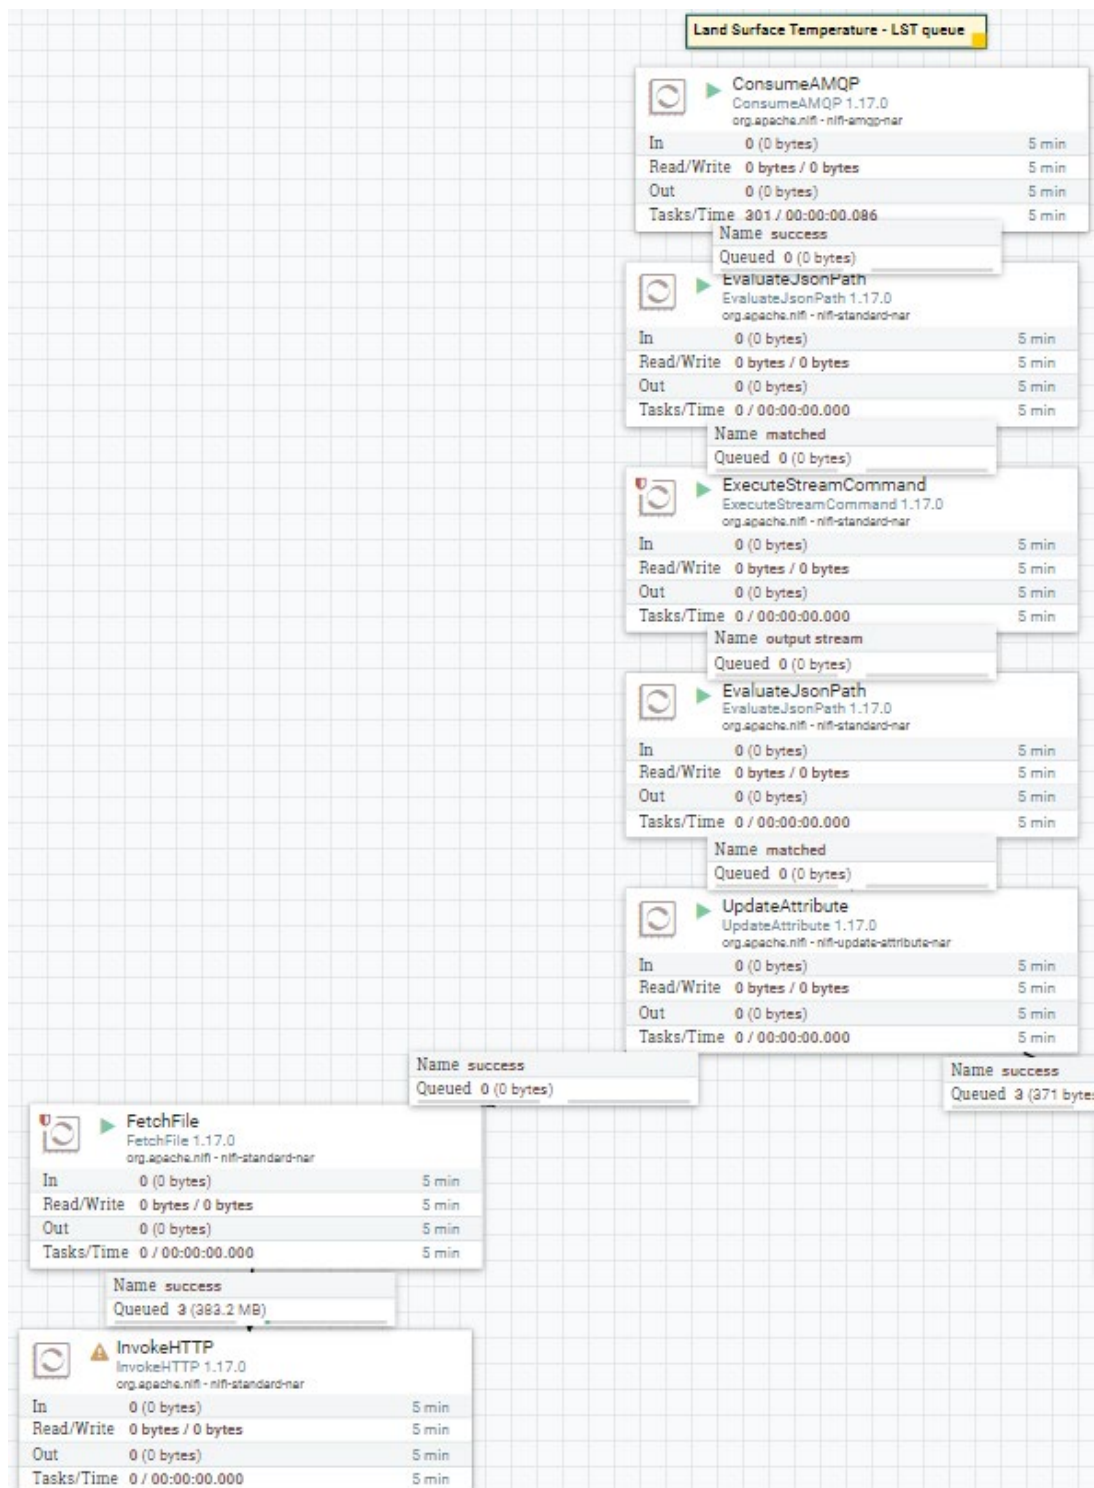 Land Surface Temperature - LST queue
ConsumeAMQP
ConsumeAMQP 1.17.0
org.apache.nifi - nifi-amqp-nar
In 0 (0 bytes) 5 min
Read/Write 0 bytes / 0 bytes 5 min
Out 0 (0 bytes) 5 min
Tasks/Time 301 / 00:00:00.086 5 min
Name success
Queued 0 (0 bytes)
EvaluateJsonPath
EvaluateJsonPath 1.17.0
org.apache.nifi - nifi-standard-nar
In 0 (0 bytes) 5 min
Read/Write 0 bytes / 0 bytes 5 min
Out 0 (0 bytes) 5 min
Tasks/Time 0 / 00:00:00.000 5 min
Name matched
Queued 0 (0 bytes)
ExecuteStreamCommand
ExecuteStreamCommand 1.17.0
org.apache.nifi - nifi-standard-nar
In 0 (0 bytes) 5 min
Read/Write 0 bytes / 0 bytes 5 min
Out 0 (0 bytes) 5 min
Tasks/Time 0 / 00:00:00.000 5 min
Name output stream
Queued 0 (0 bytes)
EvaluateJsonPath
EvaluateJsonPath 1.17.0
org.apache.nifi - nifi-standard-nar
In 0 (0 bytes) 5 min
Read/Write 0 bytes / 0 bytes 5 min
Out 0 (0 bytes) 5 min
Tasks/Time 0 / 00:00:00.000 5 min
Name matched
Queued 0 (0 bytes)
UpdateAttribute
UpdateAttribute 1.17.0
org.apache.nifi - nifi-update-attribute-nar
In 0 (0 bytes) 5 min
Read/Write 0 bytes / 0 bytes 5 min
Out 0 (0 bytes) 5 min
Tasks/Time 0 / 00:00:00.000 5 min
Name success
Queued 0 (0 bytes)
Name success
Queued 3 (371 bytes
FetchFile
FetchFile 1.17.0
org.apache.nifi - nifi-standard-nar
In 0 (0 bytes) 5 min
Read/Write 0 bytes / 0 bytes 5 min
Out 0 (0 bytes) 5 min
Tasks/Time 0 / 00:00:00.000 5 min
Name success
Queued 3 (383.2 MB)
InvokeHTTP
InvokeHTTP 1.17.0
org.apache.nifi - nifi-standard-nar
In 0 (0 bytes) 5 min
Read/Write 0 bytes / 0 bytes 5 min
Out 0 (0 bytes) 5 min
Tasks/Time 0 / 00:00:00.000 5 min